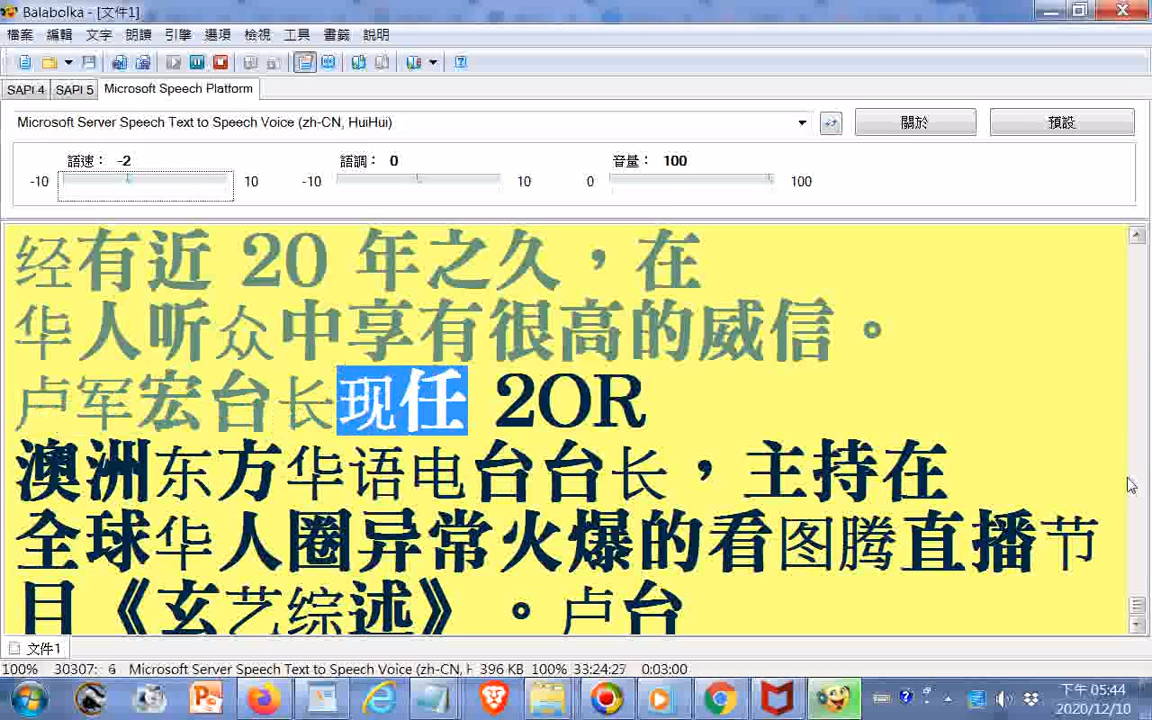 Balabolka - [文件1]
檔案 編輯 文字 朗讀 引擎 選項 檢視 工具 書籤 說明
SAPI 4 SAPI 5 Microsoft Speech Platform
Microsoft Server Speech Text to Speech Voice (zh-CN, HuiHui) 關於 預設
語速： -2 語調： 0 音量： 100
-10 10 -10 10 0 100
经有近 20 年之久，在
华人听众中享有很高的威信。
卢军宏台长现任 2OR
澳洲东方华语电台台长，主持在
全球华人圈异常火爆的看图腾直播节
目《玄艺综述》。卢台
文件1
100% 30307: 6 Microsoft Server Speech Text to Speech Voice (zh-CN, H 396 KB 100% 33:24:27 0:03:00
下午 05:44
2020/12/10